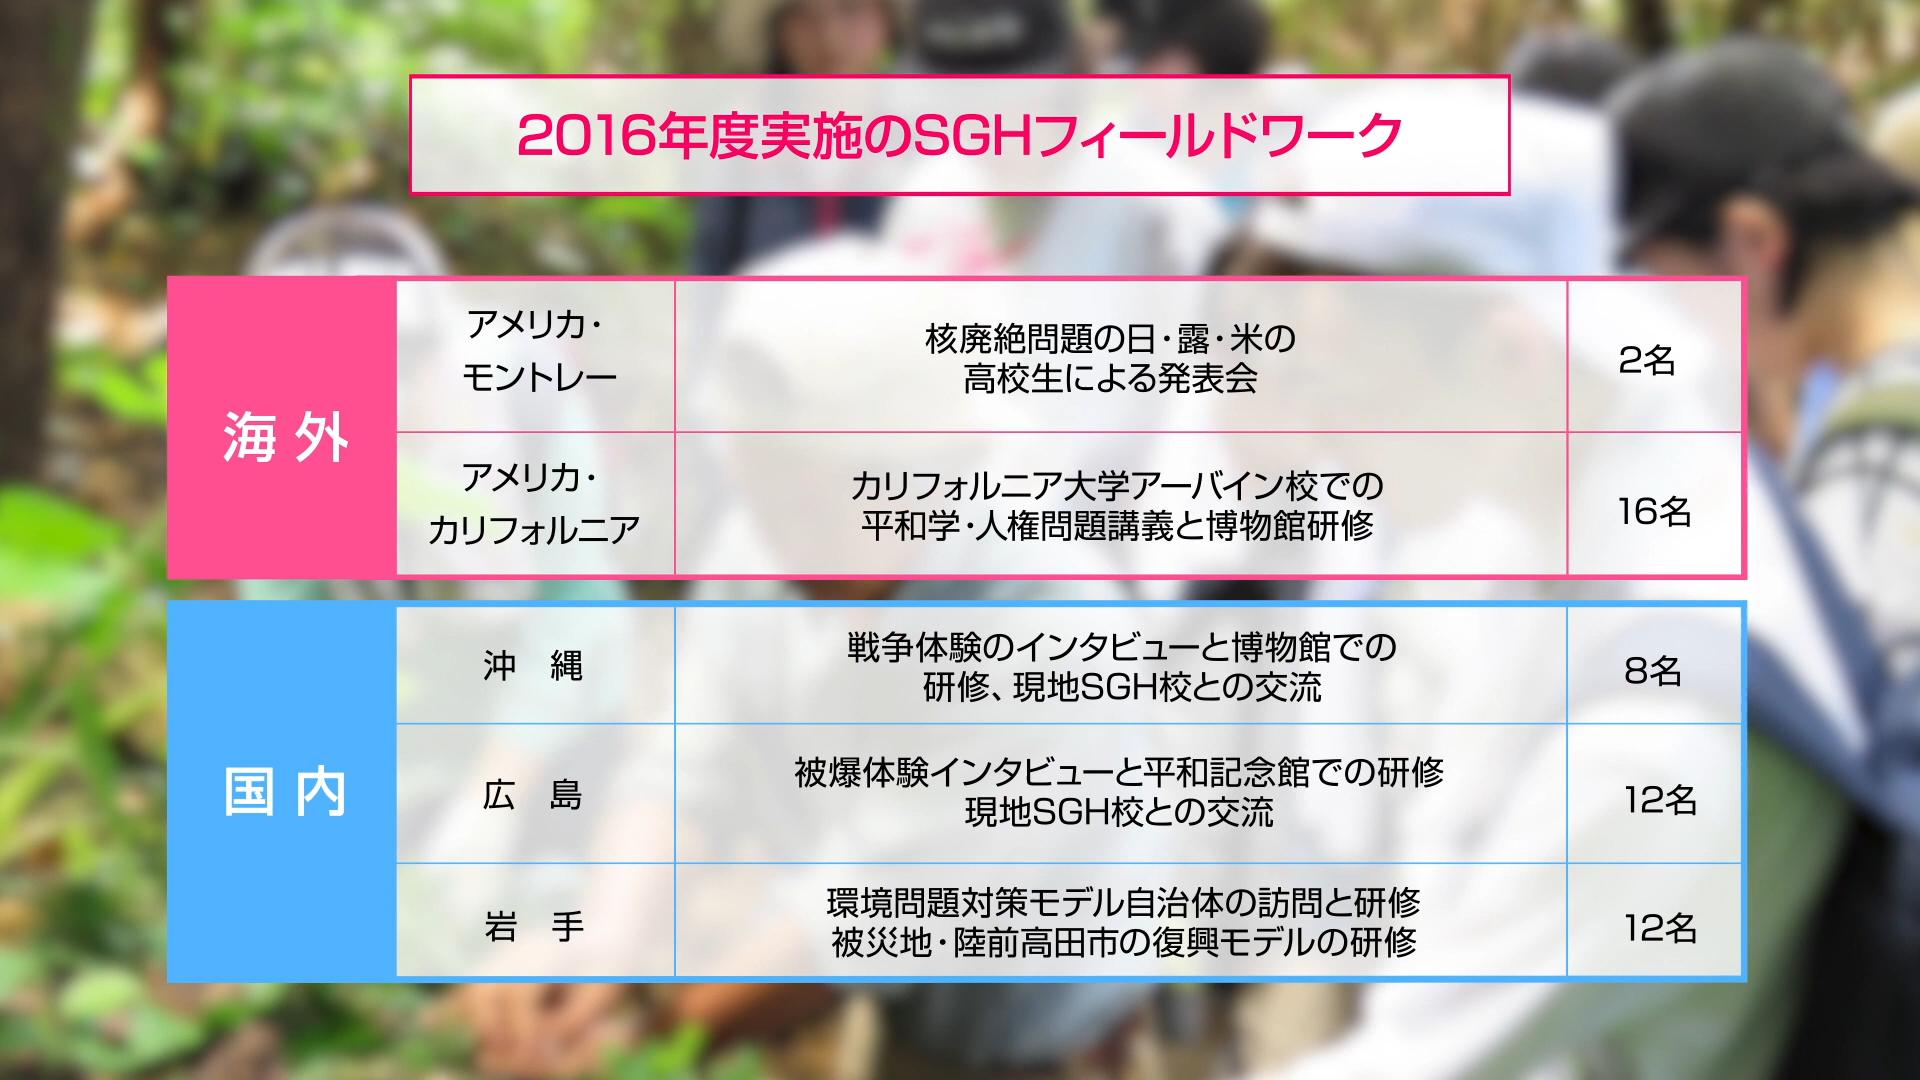 2016年度実施のSGHフィールドワーク
海外
アメリカ・
モントレー
核廃絶問題の日・露・米の
高校生による発表会
2名
アメリカ・
カリフォルニア
カリフォルニア大学アーバイン校での
平和学・人権問題講義と博物館研修
16名
国内
沖　縄
戦争体験のインタビューと博物館での
研修、現地SGH校との交流
8名
広　島
被爆体験インタビューと平和記念館での研修
現地SGH校との交流
12名
岩　手
環境問題対策モデル自治体の訪問と研修
被災地・陸前高田市の復興モデルの研修
12名